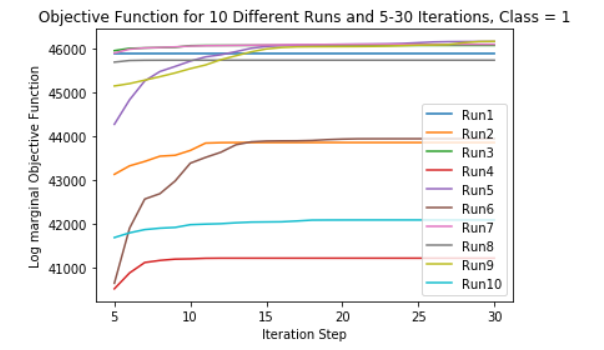 Objective Function for 10 Different Runs and 5-30 Iterations, Class = 1
Log marginal Objective Function
46000
45000
44000
43000
42000
41000
Run1
Run2
Run3
Run4
Run5
Run6
Run7
Run8
Run9
Run10
5
10
15
20
25
30
Iteration Step